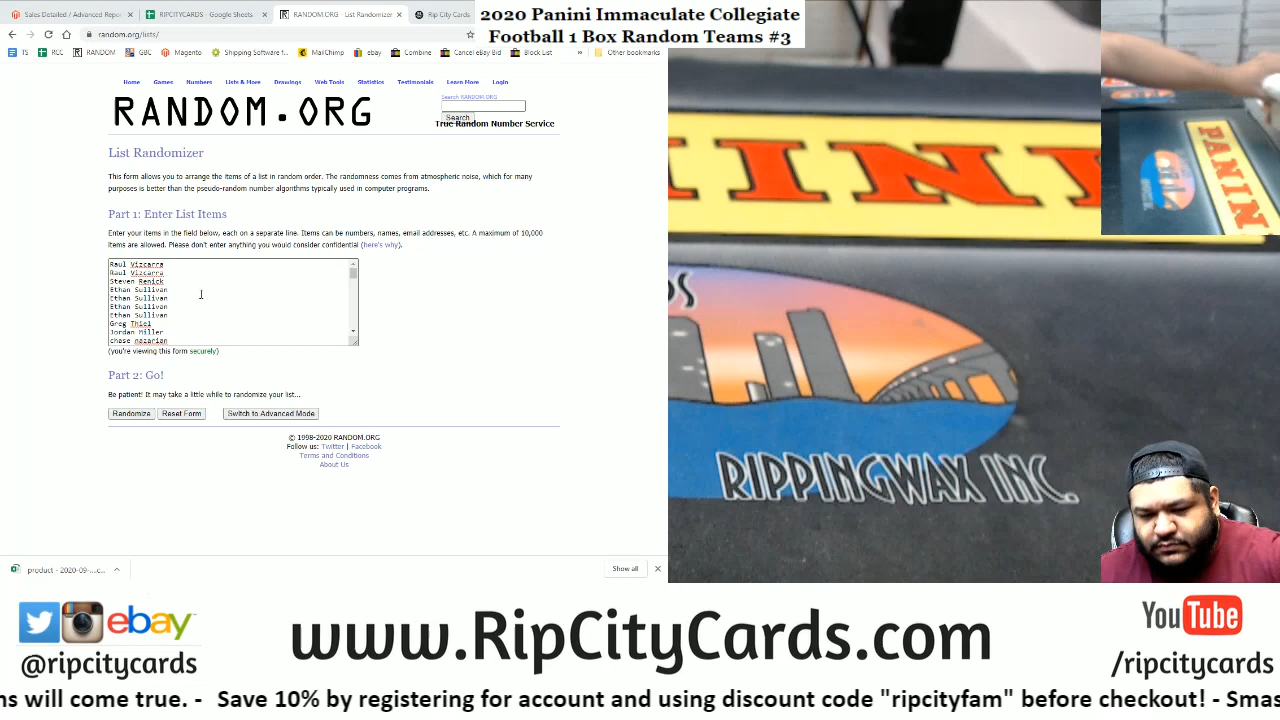 Sales Detailed / Advanced Repor
RIPCITYCARDS - Google Sheets
RANDOM.ORG - List Randomizer
Rip City Cards
2020 Panini Immaculate Collegiate
Football 1 Box Random Teams #3
random.org/lists/
TS
RCC
RANDOM
GBC
Magento
Shipping Software f...
MailChimp
ebay
Combine
Cancel eBay Bid
Block List
»
Other bookmarks
Home
Games
Numbers
Lists & More
Drawings
Web Tools
Statistics
Testimonials
Learn More
Login
RANDOM.ORG
Search RANDOM.ORG
Search
True Random Number Service
List Randomizer
This form allows you to arrange the items of a list in random order. The randomness comes from atmospheric noise, which for many
purposes is better than the pseudo-random number algorithms typically used in computer programs.
Part 1: Enter List Items
Enter your items in the field below, each on a separate line. Items can be numbers, names, email addresses, etc. A maximum of 10,000
items are allowed. Please don't enter anything you would consider confidential (here's why).
Raul Vizcarra
Raul Vizcarra
Steven Renick
Ethan Sullivan
Ethan Sullivan
Ethan Sullivan
Ethan Sullivan
Greg Thiel
Jordan Miller
chase nazarian
(you're viewing this form securely)
Part 2: Go!
Be patient! It may take a little while to randomize your list...
Randomize
Reset Form
Switch to Advanced Mode
© 1998-2020 RANDOM.ORG
Follow us: Twitter | Facebook
Terms and Conditions
About Us
product - 2020-09-....c...
Show all
ININ
PANIN
DS
RIPPINGWAX INC.
ebay
@ripcitycards
www.RipCityCards.com
YouTube
/ripcitycards
ns will come true. - Save 10% by registering for account and using discount code "ripcityfam" before checkout! - Smas